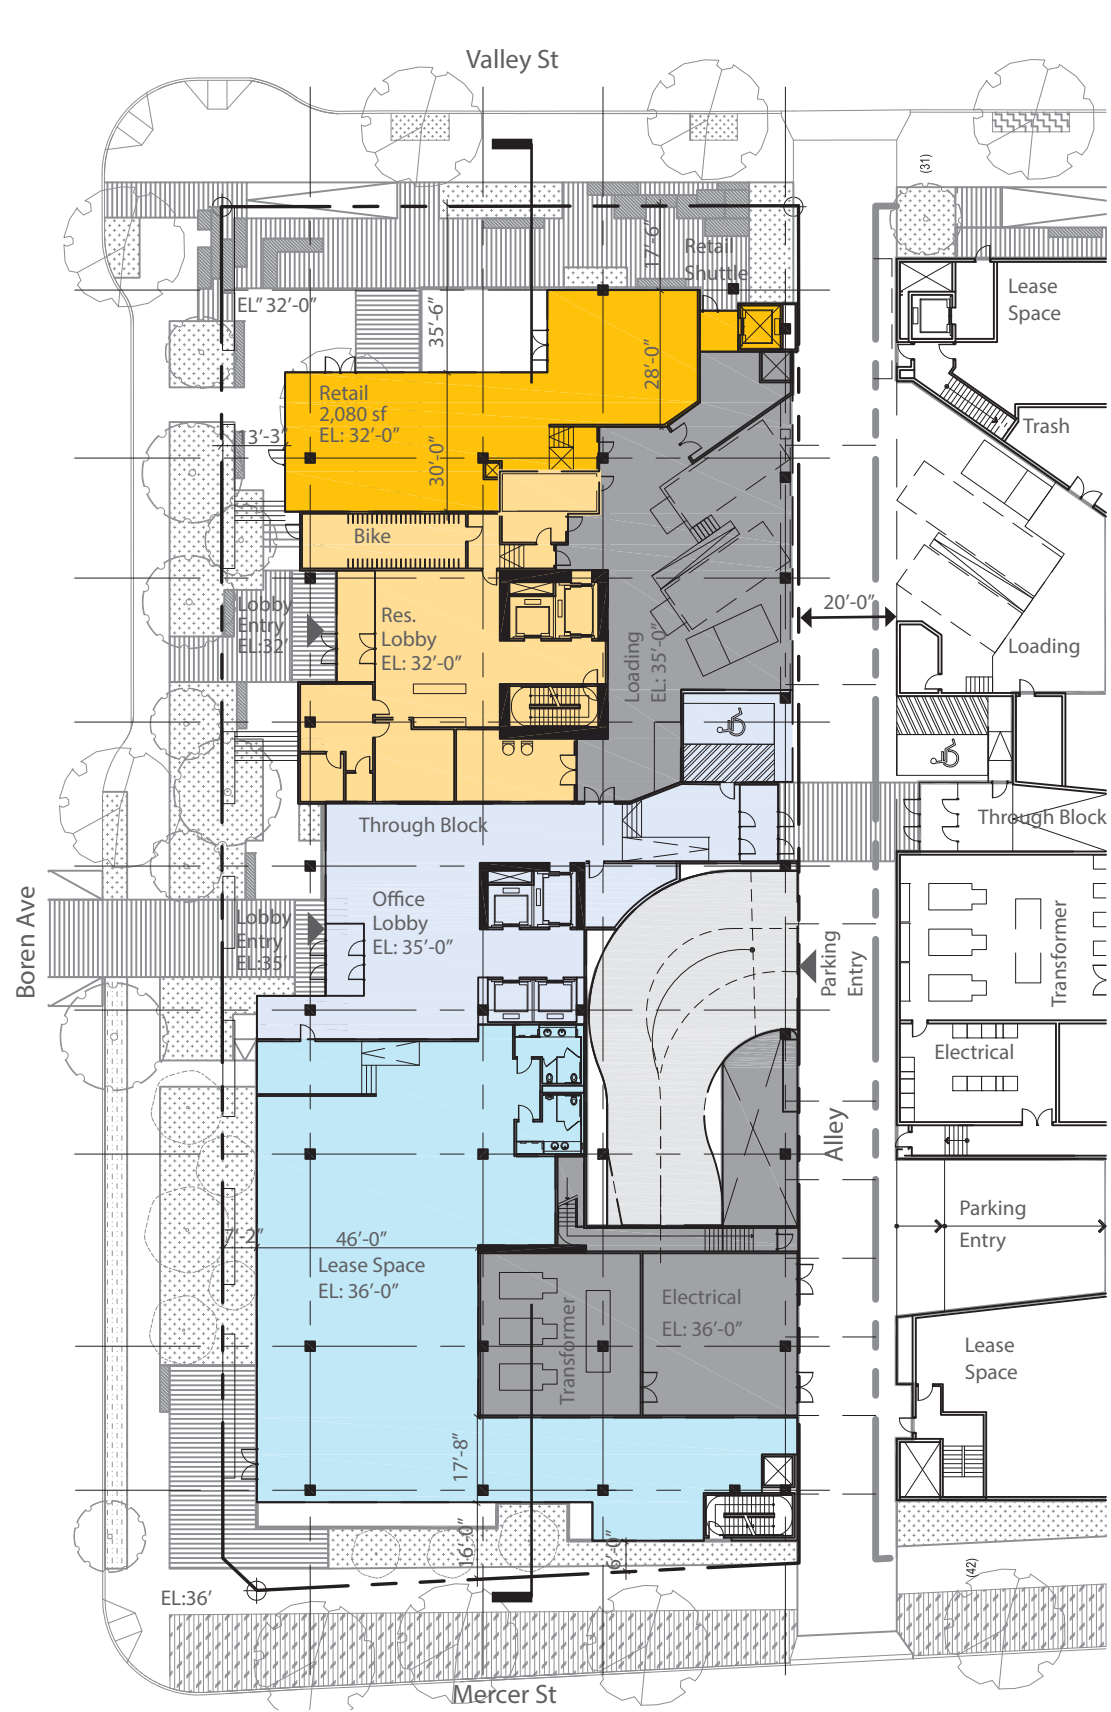 Valley St
(31)
17’-6”
Retail
Shuttle
EL” 32’-0”
35’-6”
Lease
Space
28’-0”
Retail
2,080 sf
EL: 32’-0”
13’-3”
30’-0”
Trash
Bike
20’-0”
Lobby
Entry
EL:32’
Res.
Lobby
EL: 32’-0”
Loading
EL: 35’-0”
Loading
Through Block
Through Block
Boren Ave
Lobby
Entry
EL:35’
Office
Lobby
EL: 35’-0”
Parking
Entry
Transformer
Electrical
Alley
7’-2”
46’-0”
Lease Space
EL: 36’-0”
Parking
Entry
Transformer
Electrical
EL: 36’-0”
Lease
Space
17’-8”
16’-0”
6’-0”
(42)
EL:36’
Mercer St